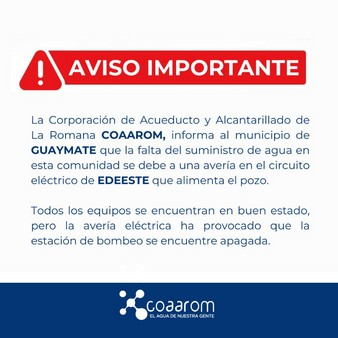 AVISO IMPORTANTE
La Corporación de Acueducto y Alcantarillado de
La Romana COAAROM, informa al municipio de
GUAYMATE que la falta del suministro de agua en
esta comunidad se debe a una avería en el circuito
eléctrico de EDEESTE que alimenta el pozo.
Todos los equipos se encuentran en buen estado,
pero la avería eléctrica ha provocado que la
estación de bombeo se encuentre apagada.
coaarom
EL AGUA DE NUESTRA GENTE